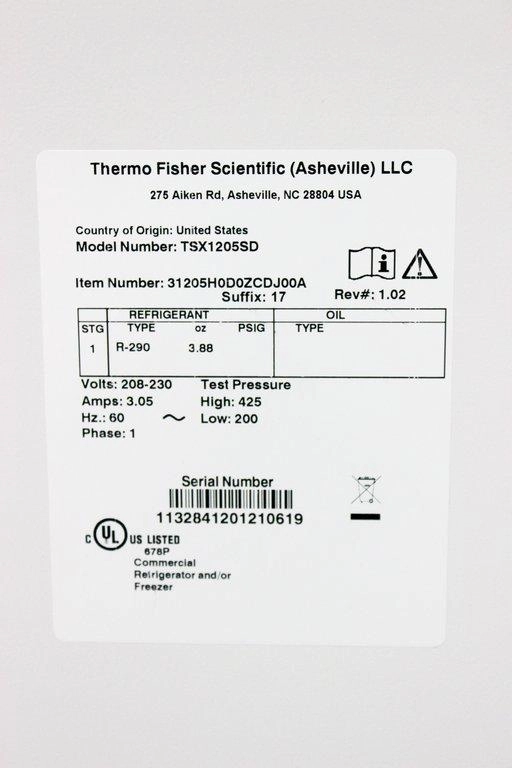 Thermo Fisher Scientific (Asheville) LLC
275 Aiken Rd, Asheville, NC 28804 USA
Country of Origin: United States
Model Number: TSX1205SD
Item Number: 31205H0D0ZCDJ00A
Suffix: 17 Rev#: 1.02
REFRIGERANT OIL
STG TYPE oz PSIG TYPE
1 R-290 3.88
Volts: 208-230 Test Pressure
Amps: 3.05 High: 425
Hz.: 60 ~ Low: 200
Phase: 1
Serial Number
1132841201210619
C UL US LISTED
678P
Commercial
Refrigerator and/or
Freezer